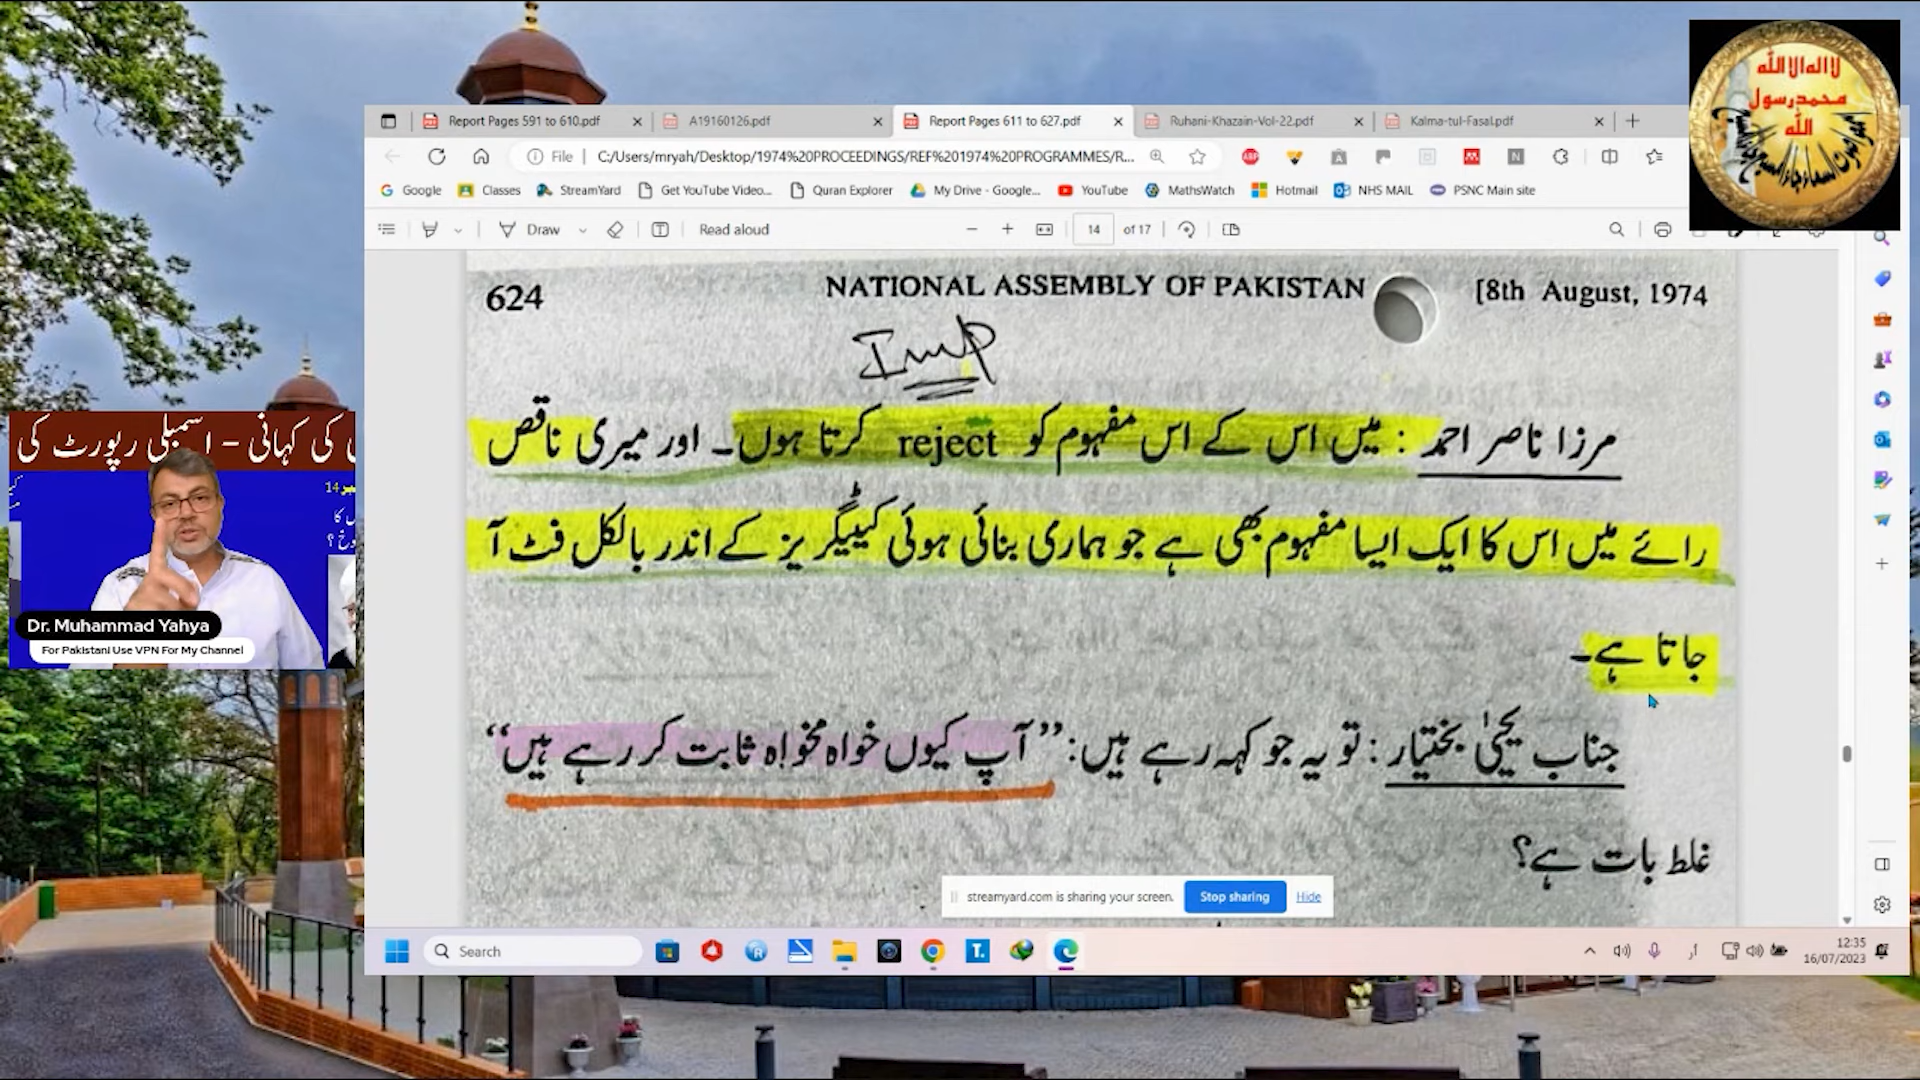 Report Pages 591 to 610.pdf
A19160126.pdf
Report Pages 611 to 627.pdf
Ruhani-Khazain-Vol-22.pdf
Kalma-tul-Fasal.pdf
File
C:/Users/mryah/Desktop/1974%20PROCEEDINGS/REF%201974%20PROGRAMMES/R...
Google
Classes
StreamYard
Get YouTube Video...
Quran Explorer
My Drive - Google...
YouTube
MathsWatch
Hotmail
NHS MAIL
PSNC Main site
Draw
Read aloud
14 of 17
لا اله الا الله
محمد رسول
الله
624 NATIONAL ASSEMBLY OF PAKISTAN [8th August, 1974
Imp
مرزا ناصر احمد : میں اس کے اس مفہوم کو reject کرتا ہوں۔ اور میری ناقص
رائے میں اس کا ایک ایسا مفہوم بھی ہے جو ہماری بنائی ہوئی کیٹیگریز کے اندر بالکل فٹ آ
جاتا ہے۔
جناب یحییٰ بختیار : تو یہ جو کہہ رہے ہیں: ”آپ کیوں خواہ مخواہ ثابت کر رہے ہیں“
غلط بات ہے؟
کی کہانی - اسمبلی رپورٹ کی
Dr. Muhammad Yahya
For Pakistani Use VPN For My Channel
streamyard.com is sharing your screen.
Stop sharing
Hide
Search
12:35
16/07/2023